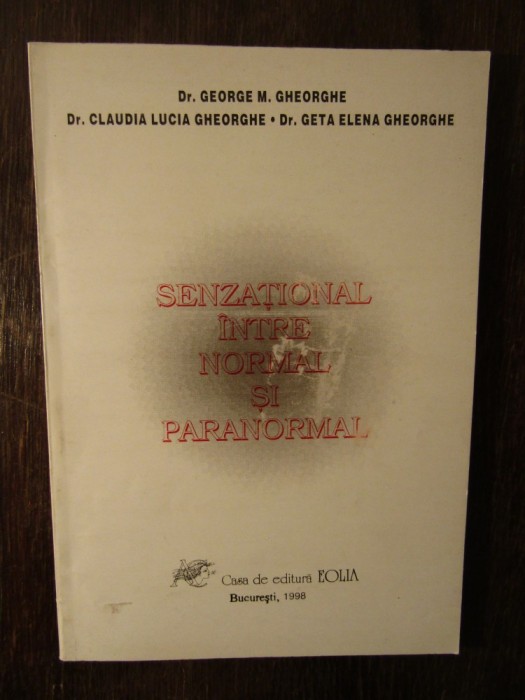 Dr. GEORGE M. GHEORGHE
Dr. CLAUDIA LUCIA GHEORGHE • Dr. GETA ELENA GHEORGHE
SENZAȚIONAL
ÎNTRE
NORMAL
ȘI
PARANORMAL
Casa de editură EOLIA
Bucureşti, 1998